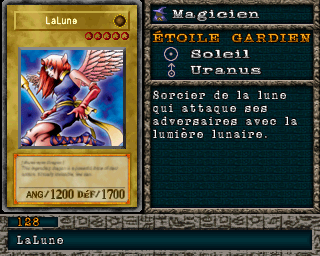 LaLune
ANG/1200 DÉF/1700
Magicien
ÉTOILE GARDIEN
Soleil
Uranus
Sorcier de la lune
qui attaque ses
adversaires avec la
lumière lunaire.
128
LaLune